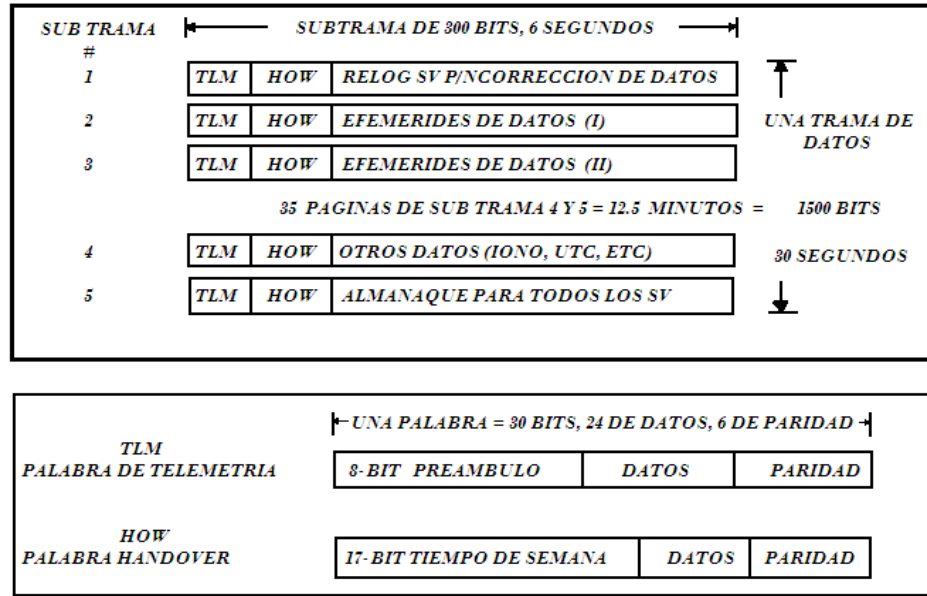 SUB TRAMA
#
SUBTRAMA DE 300 BITS, 6 SEGUNDOS
1 TLM HOW RELOG SV P/NCORRECCION DE DATOS
2 TLM HOW EFEMERIDES DE DATOS (I)
UNA TRAMA DE
DATOS
3 TLM HOW EFEMERIDES DE DATOS (II)
35 PAGINAS DE SUB TRAMA 4 Y 5 = 12.5 MINUTOS = 1500 BITS
4 TLM HOW OTROS DATOS (IONO, UTC, ETC)
30 SEGUNDOS
5 TLM HOW ALMANAQUE PARA TODOS LOS SV
UNA PALABRA = 30 BITS, 24 DE DATOS, 6 DE PARIDAD
TLM
PALABRA DE TELEMETRIA
8-BIT PREAMBULO DATOS PARIDAD
HOW
PALABRA HANDOVER
17-BIT TIEMPO DE SEMANA DATOS PARIDAD